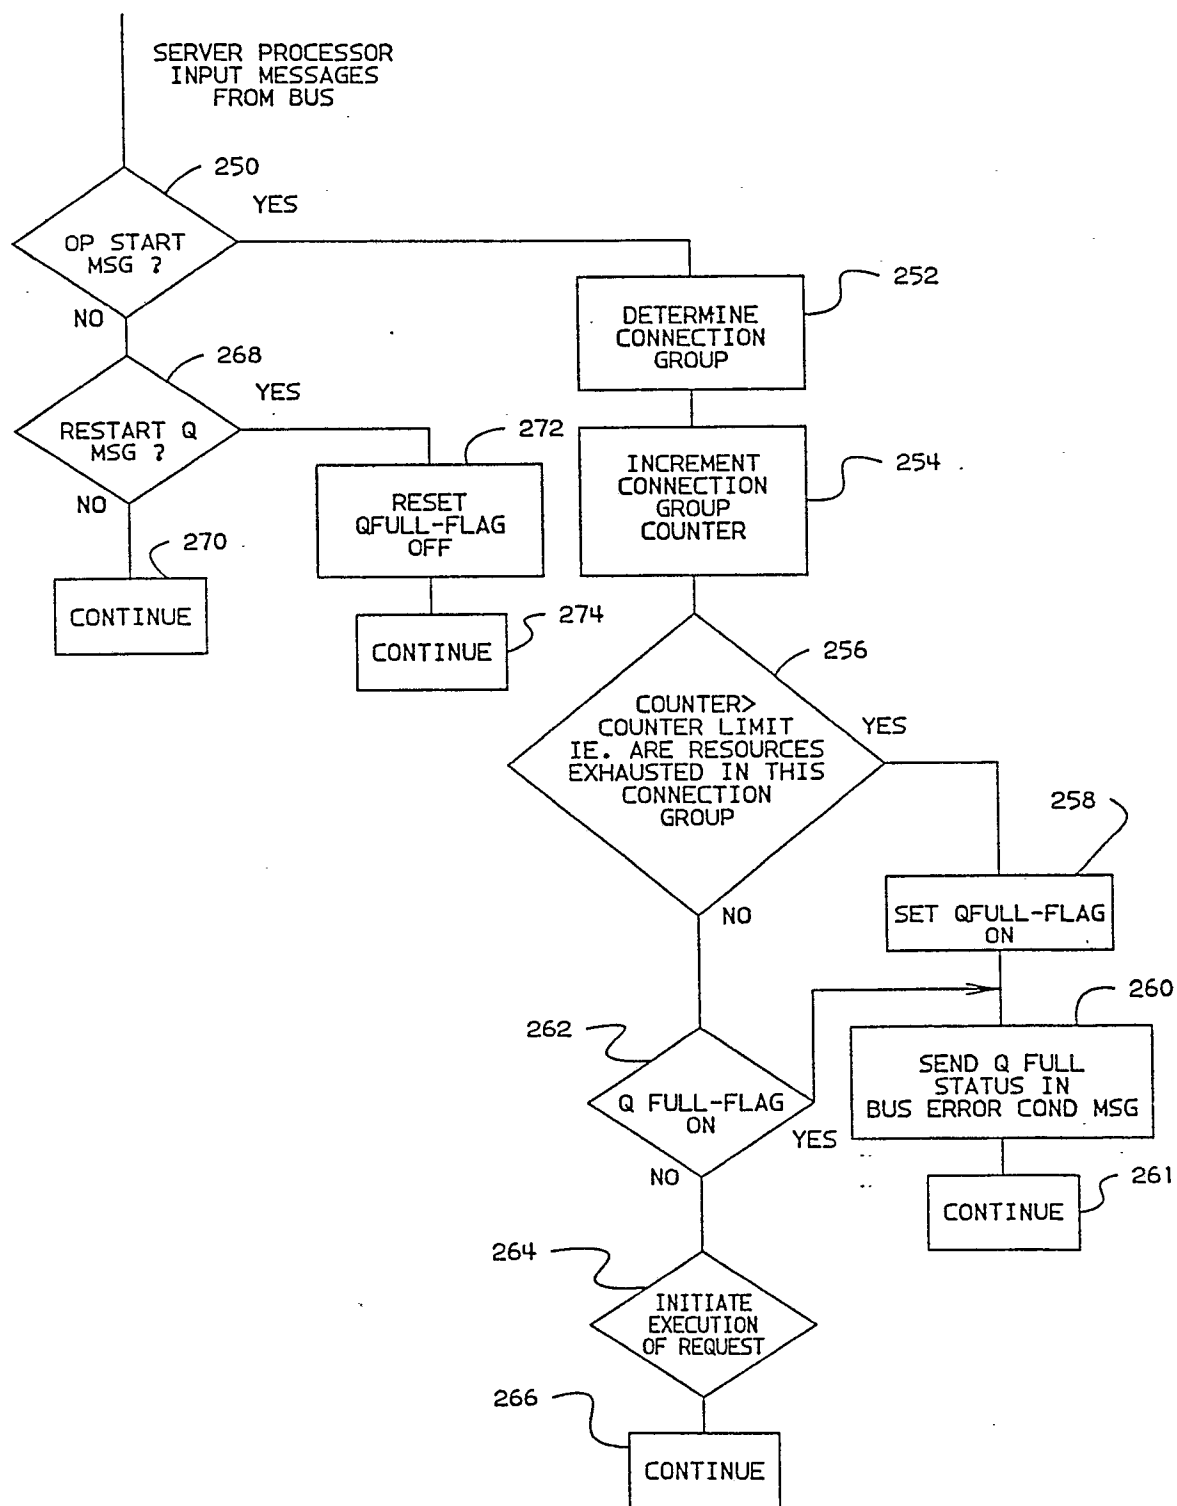 SERVER PROCESSOR
INPUT MESSAGES
FROM BUS
250
YES
OP START
MSG ?
NO
252
DETERMINE
CONNECTION
GROUP
268
YES
RESTART Q
MSG ?
NO
272
RESET
QFULL-FLAG
OFF
254
INCREMENT
CONNECTION
GROUP
COUNTER
270
CONTINUE
274
CONTINUE
256
COUNTER>
COUNTER LIMIT
IE. ARE RESOURCES
EXHAUSTED IN THIS
CONNECTION
GROUP
YES
NO
258
SET QFULL-FLAG
ON
260
SEND Q FULL
STATUS IN
BUS ERROR COND MSG
262
Q FULL-FLAG
ON
YES
NO
261
CONTINUE
264
INITIATE
EXECUTION
OF REQUEST
266
CONTINUE